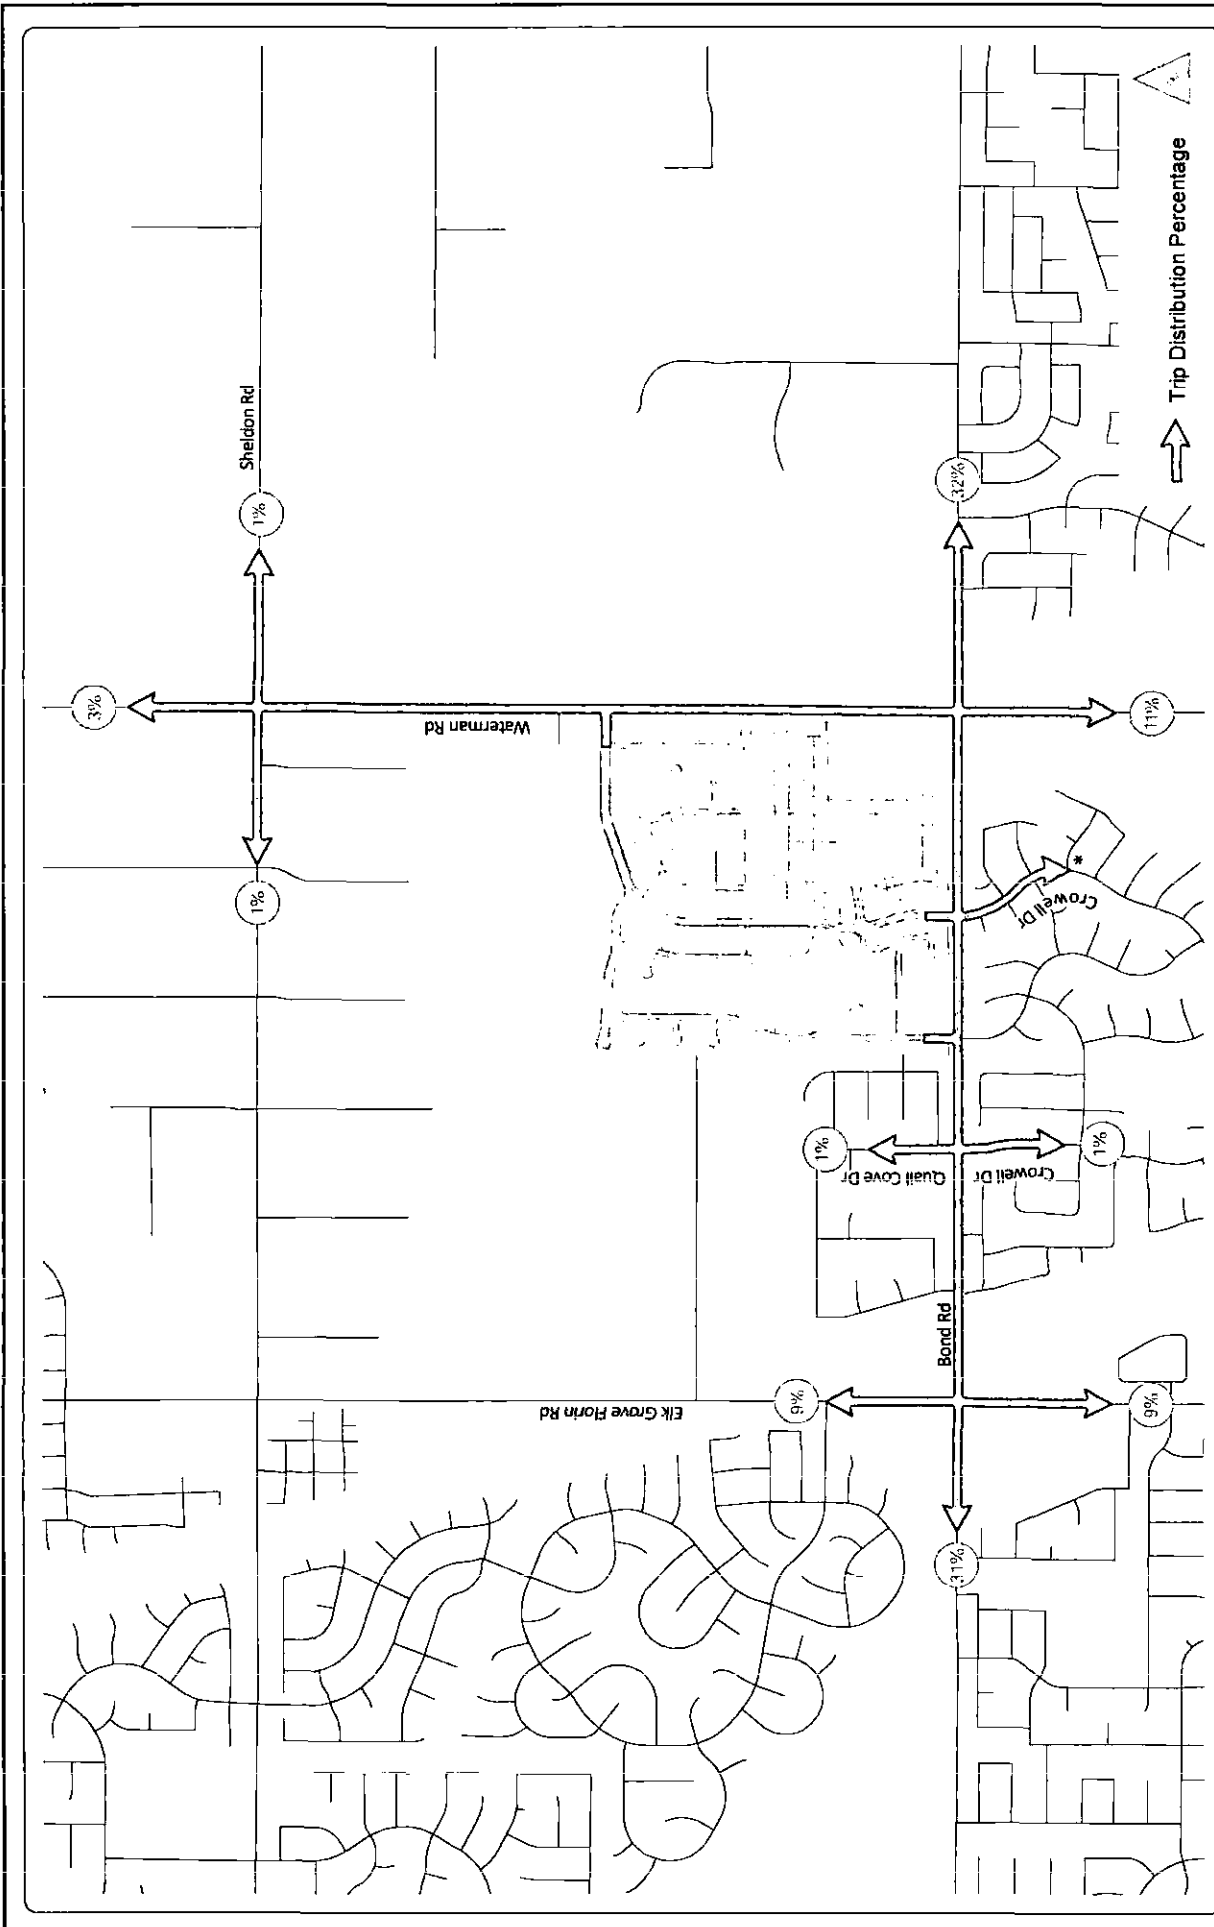 Sheldon Rd
1%
3%
1%
Waterman Rd
32%
11%
Crowell Dr
*
1%
Quail Cove Dr
Crowell Dr
1%
Bond Rd
Elk Grove Florin Rd
9%
9%
31%
Trip Distribution Percentage